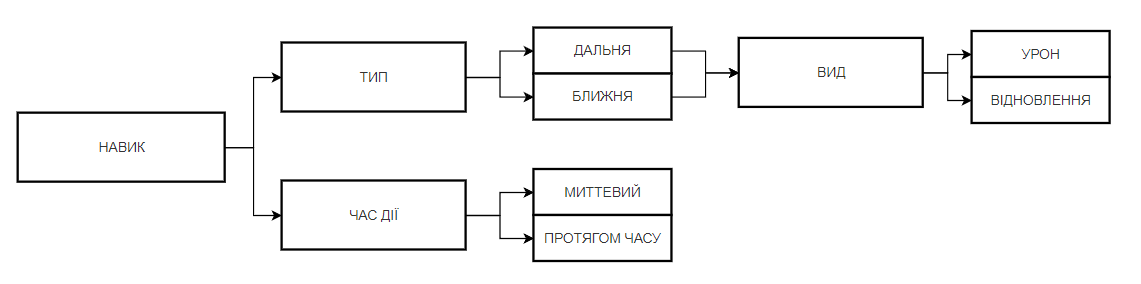 НАВИК
ТИП
ДАЛЬНЯ
БЛИЖНЯ
ВИД
УРОН
ВІДНОВЛЕННЯ
ЧАС ДІЇ
МИТТЕВИЙ
ПРОТЯГОМ ЧАСУ